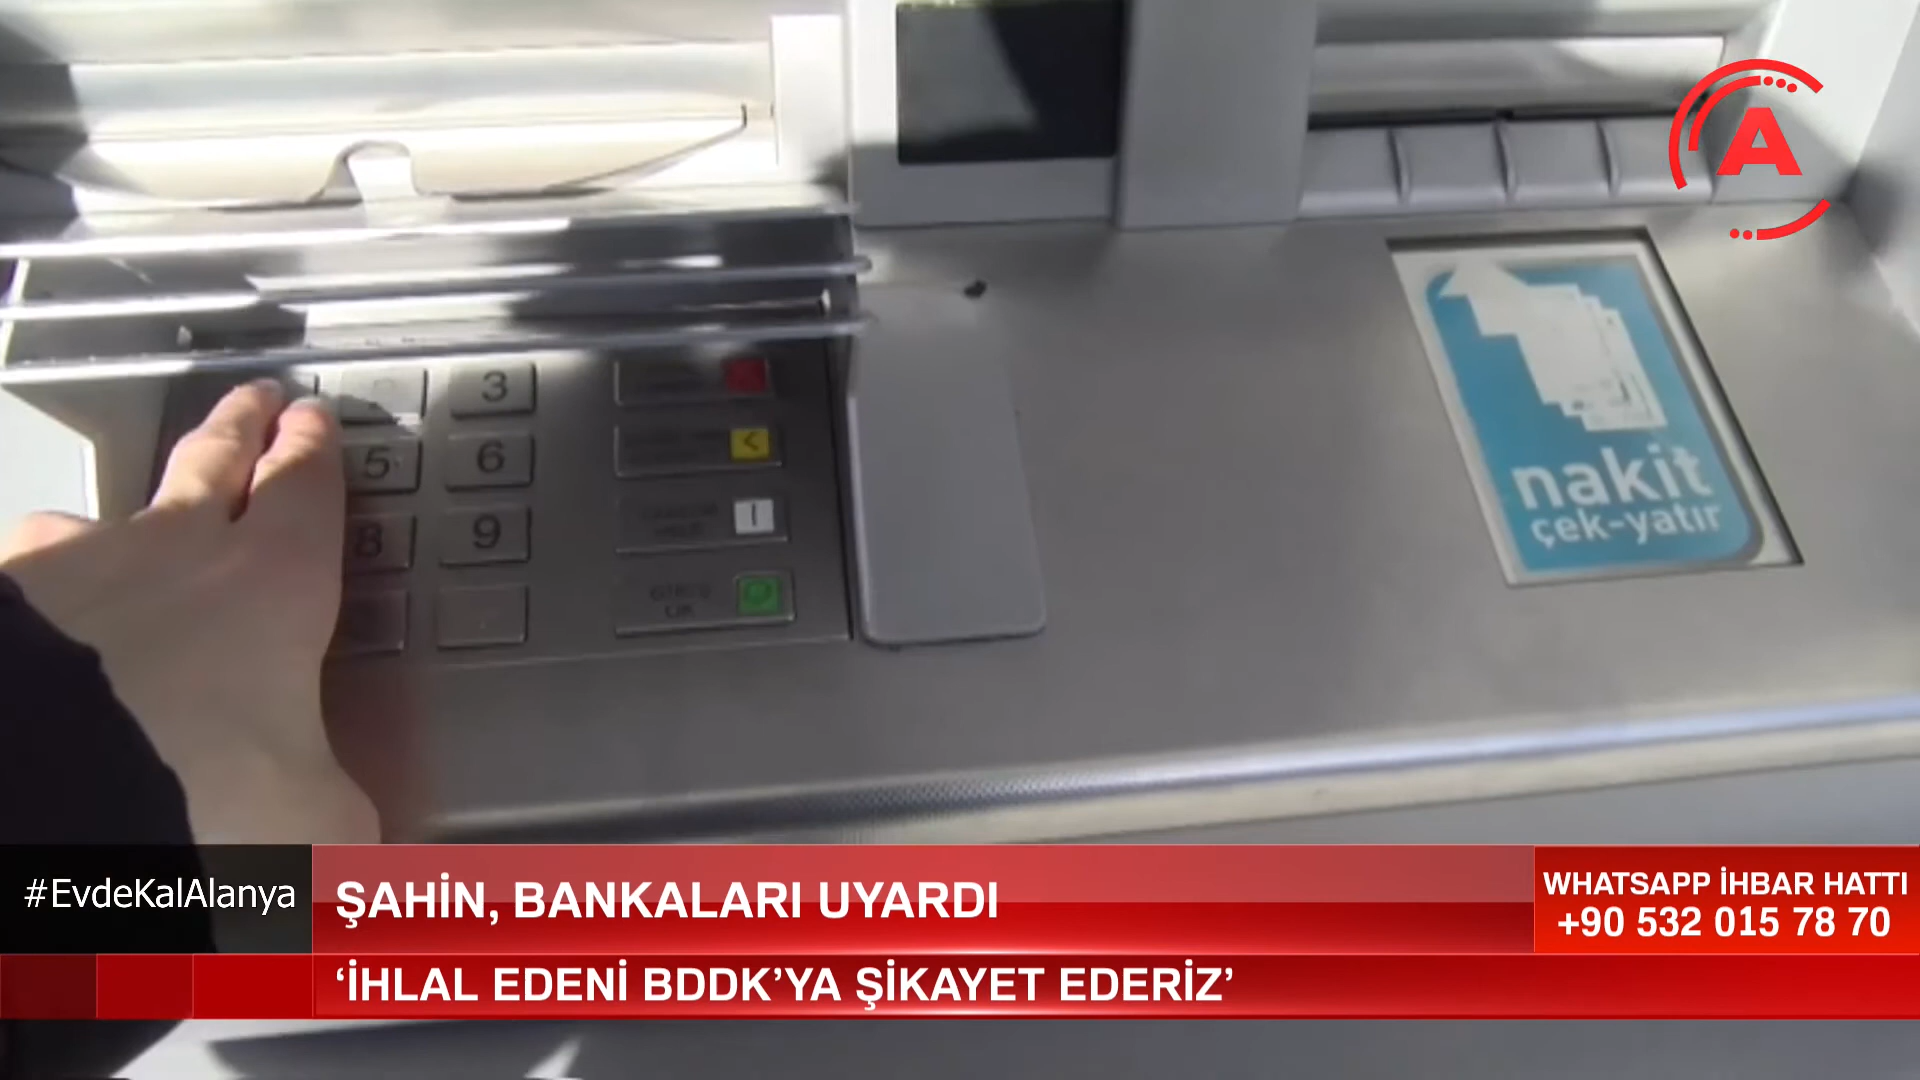 A
3
5
6
8
9
nakit
çek-yatır
#EvdeKalAlanya
ŞAHİN, BANKALARI UYARDI
WHATSAPP İHBAR HATTI
+90 532 015 78 70
‘İHLAL EDENİ BDDK’YA ŞİKAYET EDERİZ’